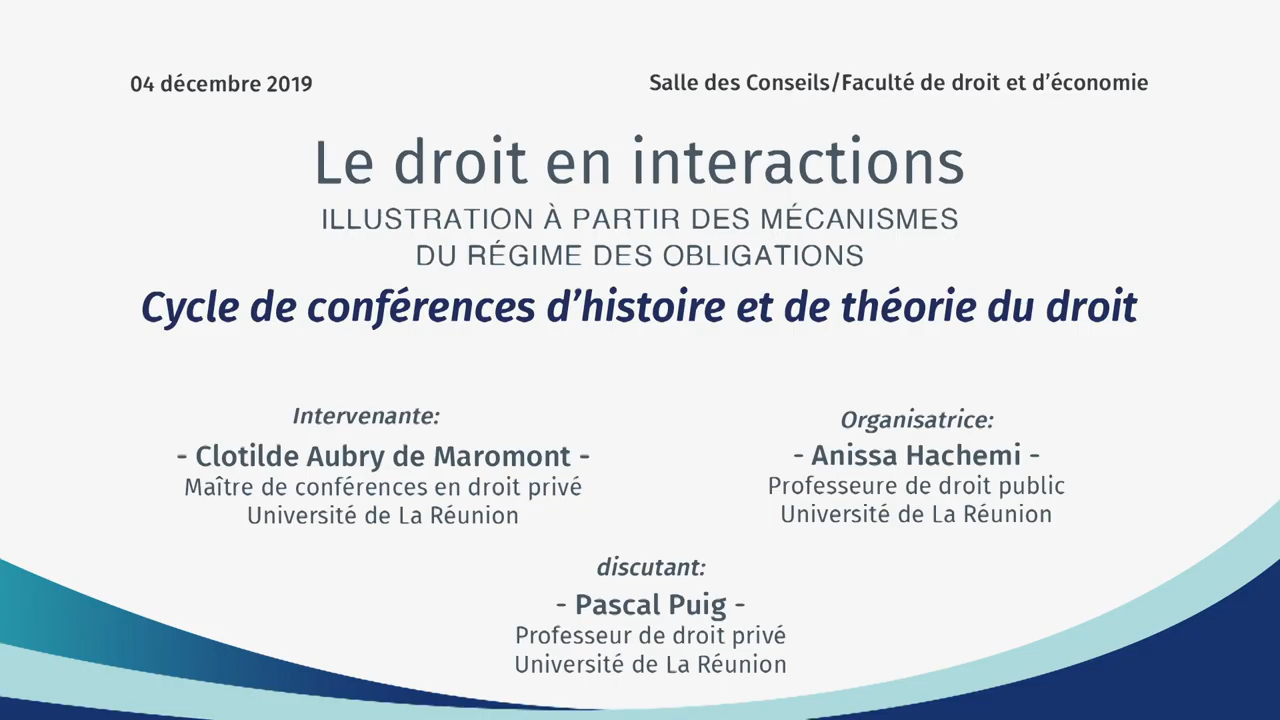 04 décembre 2019
Salle des Conseils/Faculté de droit et d’économie
Le droit en interactions
ILLUSTRATION À PARTIR DES MÉCANISMES
DU RÉGIME DES OBLIGATIONS
Cycle de conférences d’histoire et de théorie du droit
Intervenante:
- Clotilde Aubry de Maromont -
Maître de conférences en droit privé
Université de La Réunion
Organisatrice:
- Anissa Hachemi -
Professeure de droit public
Université de La Réunion
discutant:
- Pascal Puig -
Professeur de droit privé
Université de La Réunion